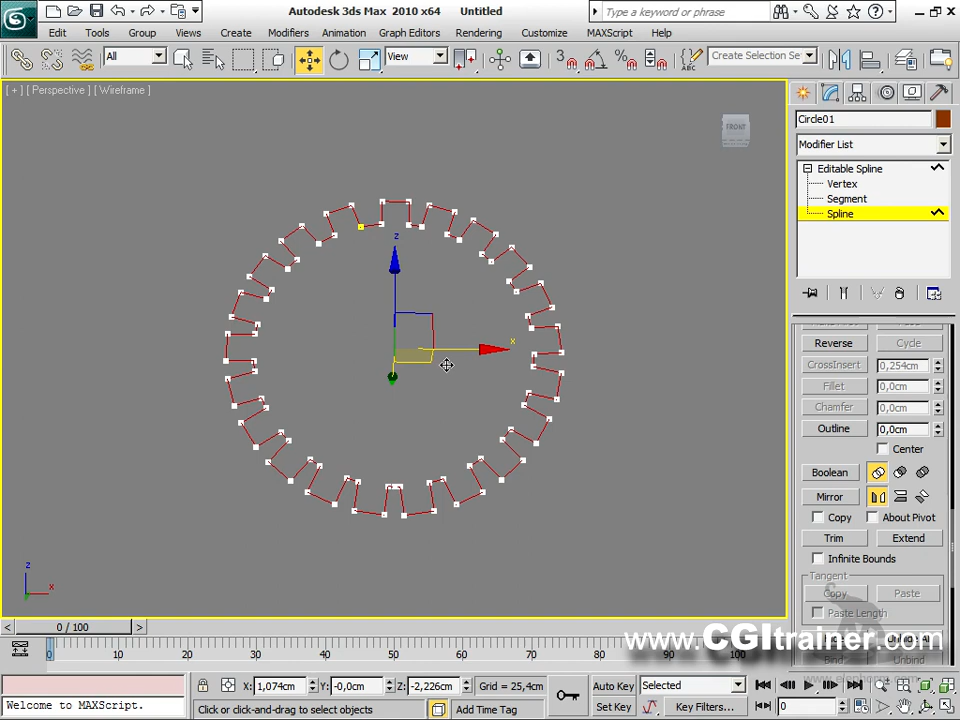 Autodesk 3ds Max 2010 x64 Untitled
Type a keyword or phrase
Edit Tools Group Views Create Modifiers Animation Graph Editors Rendering Customize MAXScript Help
All
View
3
Create Selection Se
[ + ] [ Perspective ] [ Wireframe ]
FRONT
Circle01
Modifier List
Editable Spline
Vertex
Segment
Spline
z
x
Reverse Cycle
CrossInsert 0,254cm
Fillet 0,0cm
Chamfer 0,0cm
Outline 0,0cm
Center
Boolean
Mirror
Copy About Pivot
Trim Extend
Infinite Bounds
Tangent
Copy Paste
Paste Length
Bind Unbind
z
x
www.CGItrainer.com
< 0 / 100 >
0 10 20 30 40 50 60 70 80 90 100
X: 1,074cm Y: -0,0cm Z: -2,226cm Grid = 25,4cm
Auto Key Selected
Welcome to MAXScript.
Click or click-and-drag to select objects
Add Time Tag
Set Key Key Filters...
0